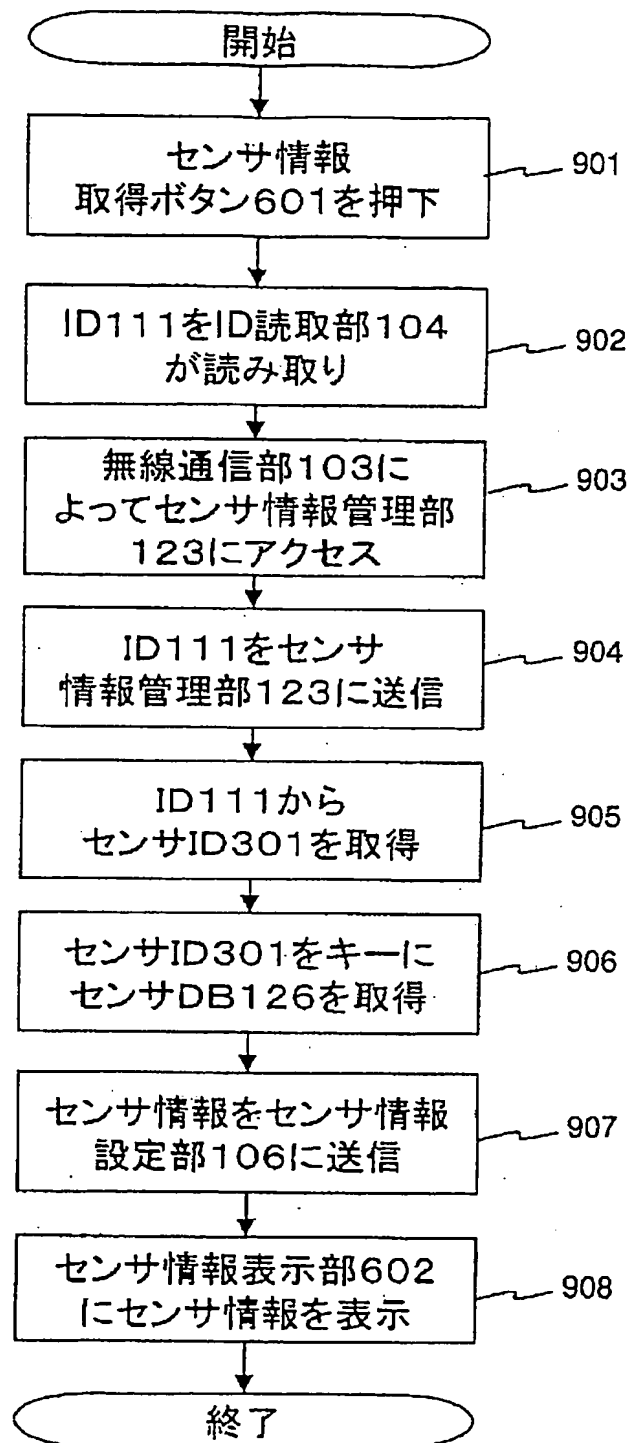 開始
センサ情報
取得ボタン601を押下
901
ID111をID読取部104
が読み取り
902
無線通信部103に
よってセンサ情報管理部
123にアクセス
903
ID111をセンサ
情報管理部123に送信
904
ID111から
センサID301を取得
905
センサID301をキーに
センサDB126を取得
906
センサ情報をセンサ情報
設定部106に送信
907
センサ情報表示部602
にセンサ情報を表示
908
終了